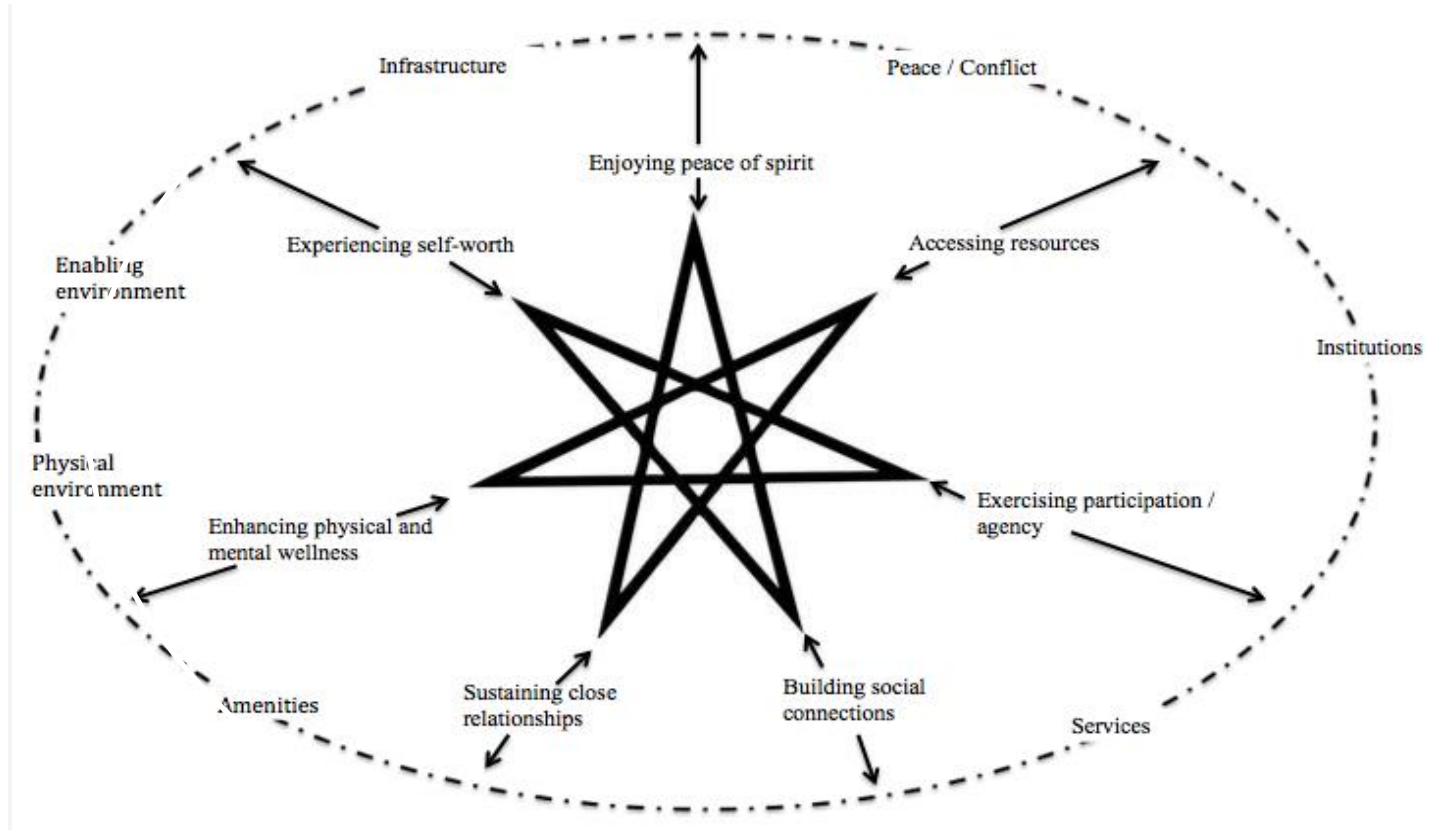 Infrastructure
Peace / Conflict
Enjoying peace of spirit
Experiencing self-worth
Accessing resources
Enabling
environment
Institutions
Physical
environment
Exercising participation /
agency
Enhancing physical and
mental wellness
Sustaining close
relationships
Building social
connections
Amenities
Services